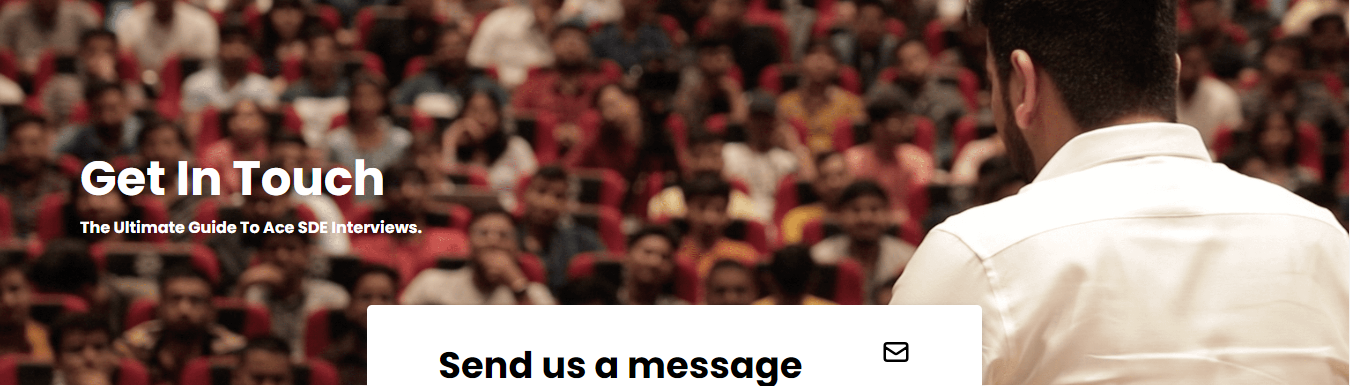 Get In Touch
The Ultimate Guide To Ace SDE Interviews.
Send us a message